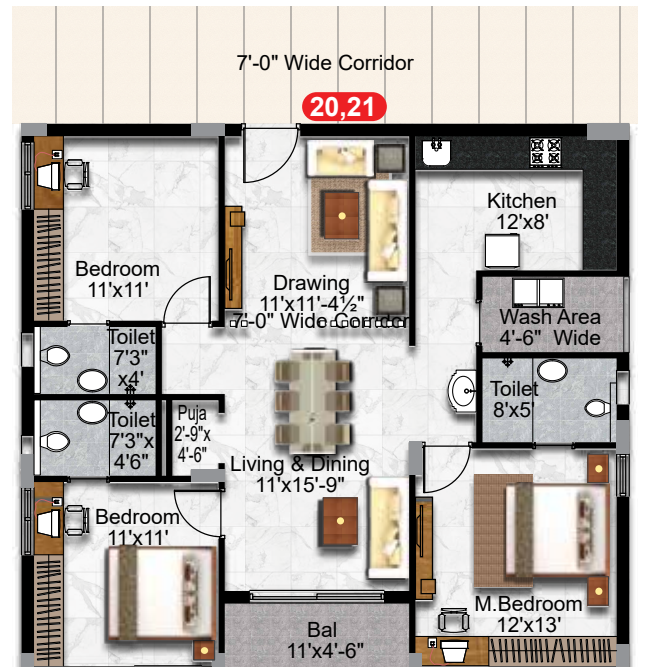 7'-0" Wide Corridor
20,21
Kitchen
12'x8'
Bedroom
11'x11'
Drawing
11'x11'-4½"
7'-0" Wide Corridor
Wash Area
4'-6" Wide
Toilet
7'3"
x4'
Toilet
8'x5'
Toilet
7'3"x
4'6"
Puja
2'-9"x
4'-6"
Living & Dining
11'x15'-9"
Bedroom
11'x11'
M.Bedroom
12'x13'
Bal
11'x4'-6"